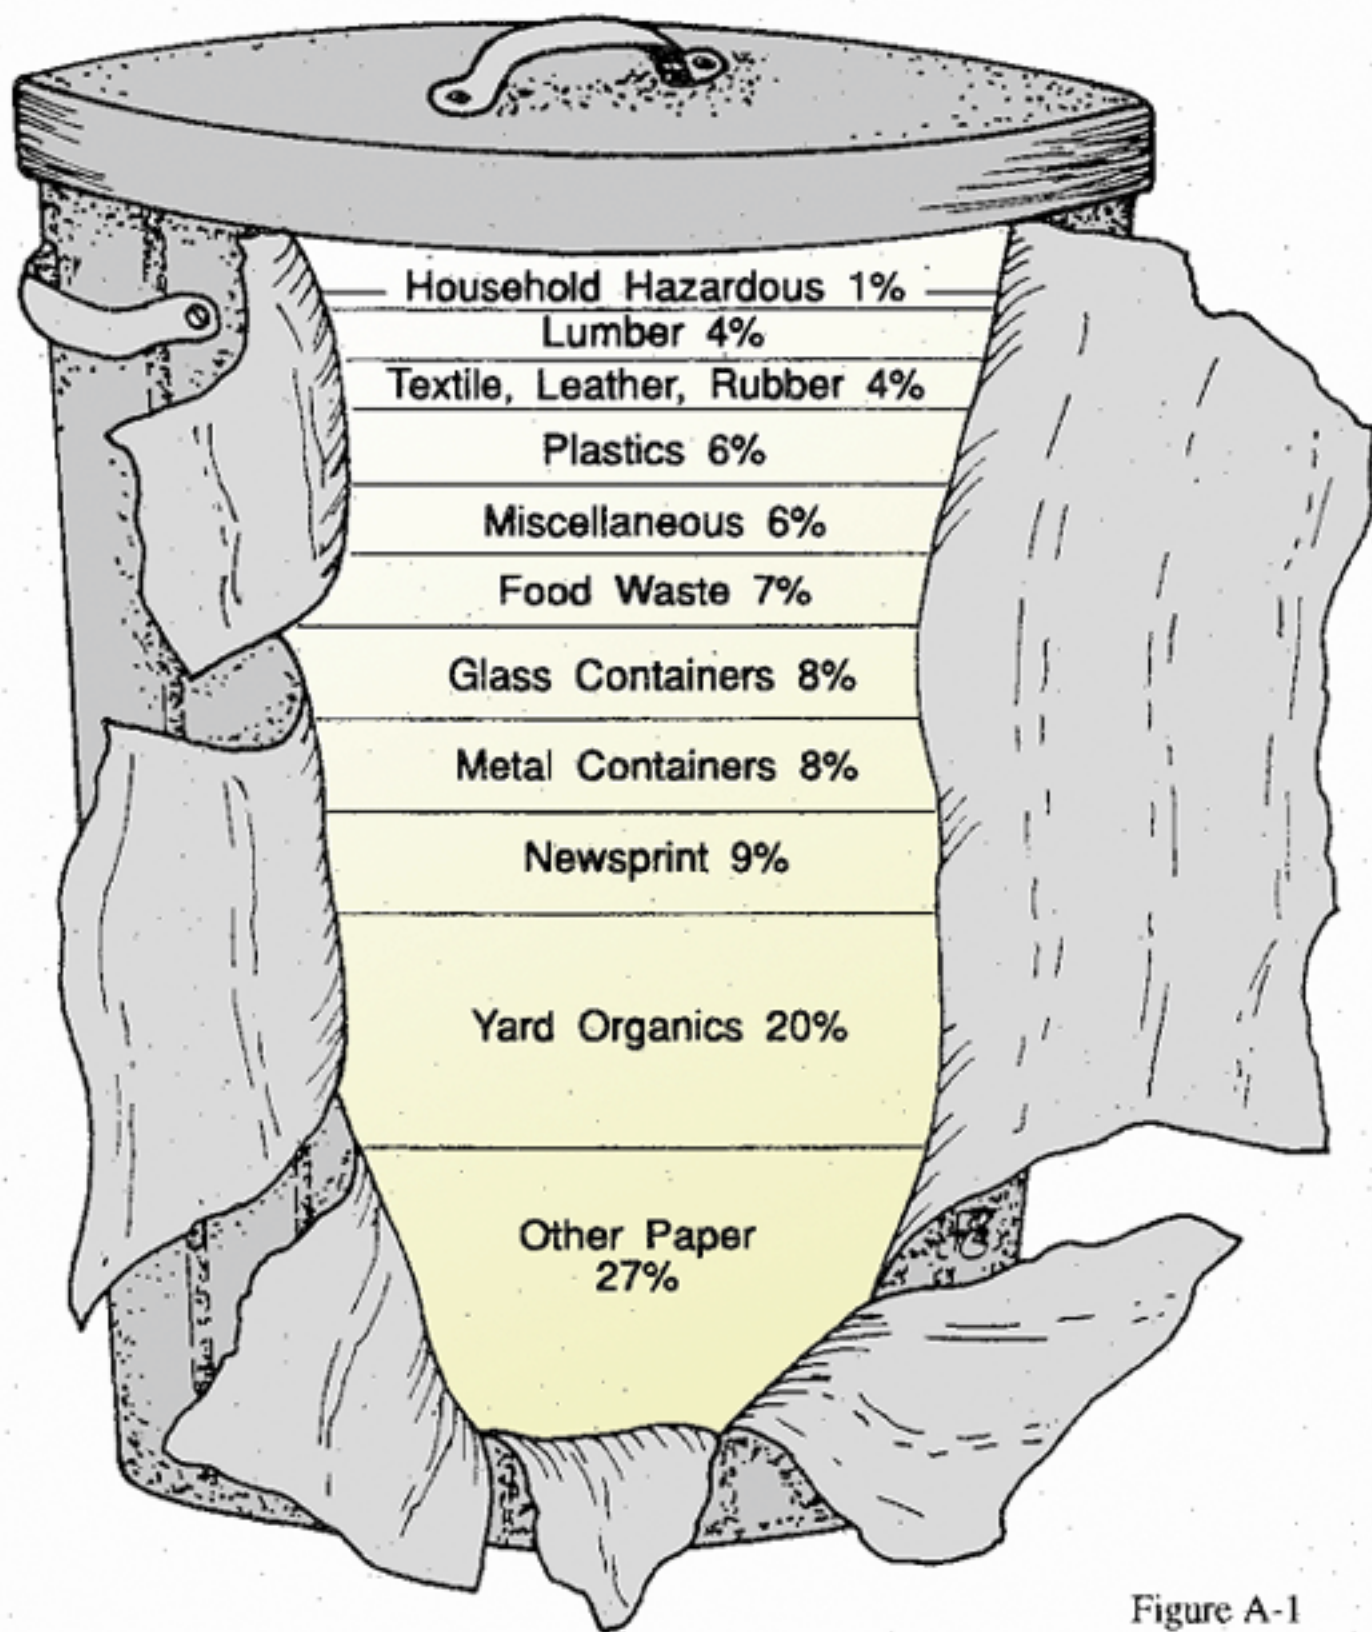 Household Hazardous 1%
Lumber 4%
Textile, Leather, Rubber 4%
Plastics 6%
Miscellaneous 6%
Food Waste 7%
Glass Containers 8%
Metal Containers 8%
Newsprint 9%
Yard Organics 20%
Other Paper
27%
Figure A-1